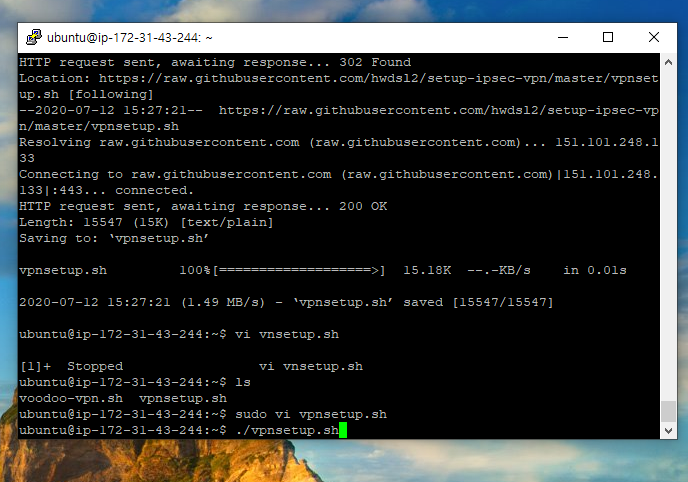 ubuntu@ip-172-31-43-244: ~
HTTP request sent, awaiting response... 302 Found
Location: https://raw.githubusercontent.com/hwdsl2/setup-ipsec-vpn/master/vpnset
up.sh [following]
--2020-07-12 15:27:21--  https://raw.githubusercontent.com/hwdsl2/setup-ipsec-vp
n/master/vpnsetup.sh
Resolving raw.githubusercontent.com (raw.githubusercontent.com)... 151.101.248.1
33
Connecting to raw.githubusercontent.com (raw.githubusercontent.com)|151.101.248.
133|:443... connected.
HTTP request sent, awaiting response... 200 OK
Length: 15547 (15K) [text/plain]
Saving to: ‘vpnsetup.sh’
vpnsetup.sh         100%[===================>]  15.18K  --.-KB/s    in 0.01s
2020-07-12 15:27:21 (1.49 MB/s) - ‘vpnsetup.sh’ saved [15547/15547]
ubuntu@ip-172-31-43-244:~$ vi vnsetup.sh
[1]+  Stopped                 vi vnsetup.sh
ubuntu@ip-172-31-43-244:~$ ls
voodoo-vpn.sh  vpnsetup.sh
ubuntu@ip-172-31-43-244:~$ sudo vi vpnsetup.sh
ubuntu@ip-172-31-43-244:~$ ./vpnsetup.sh